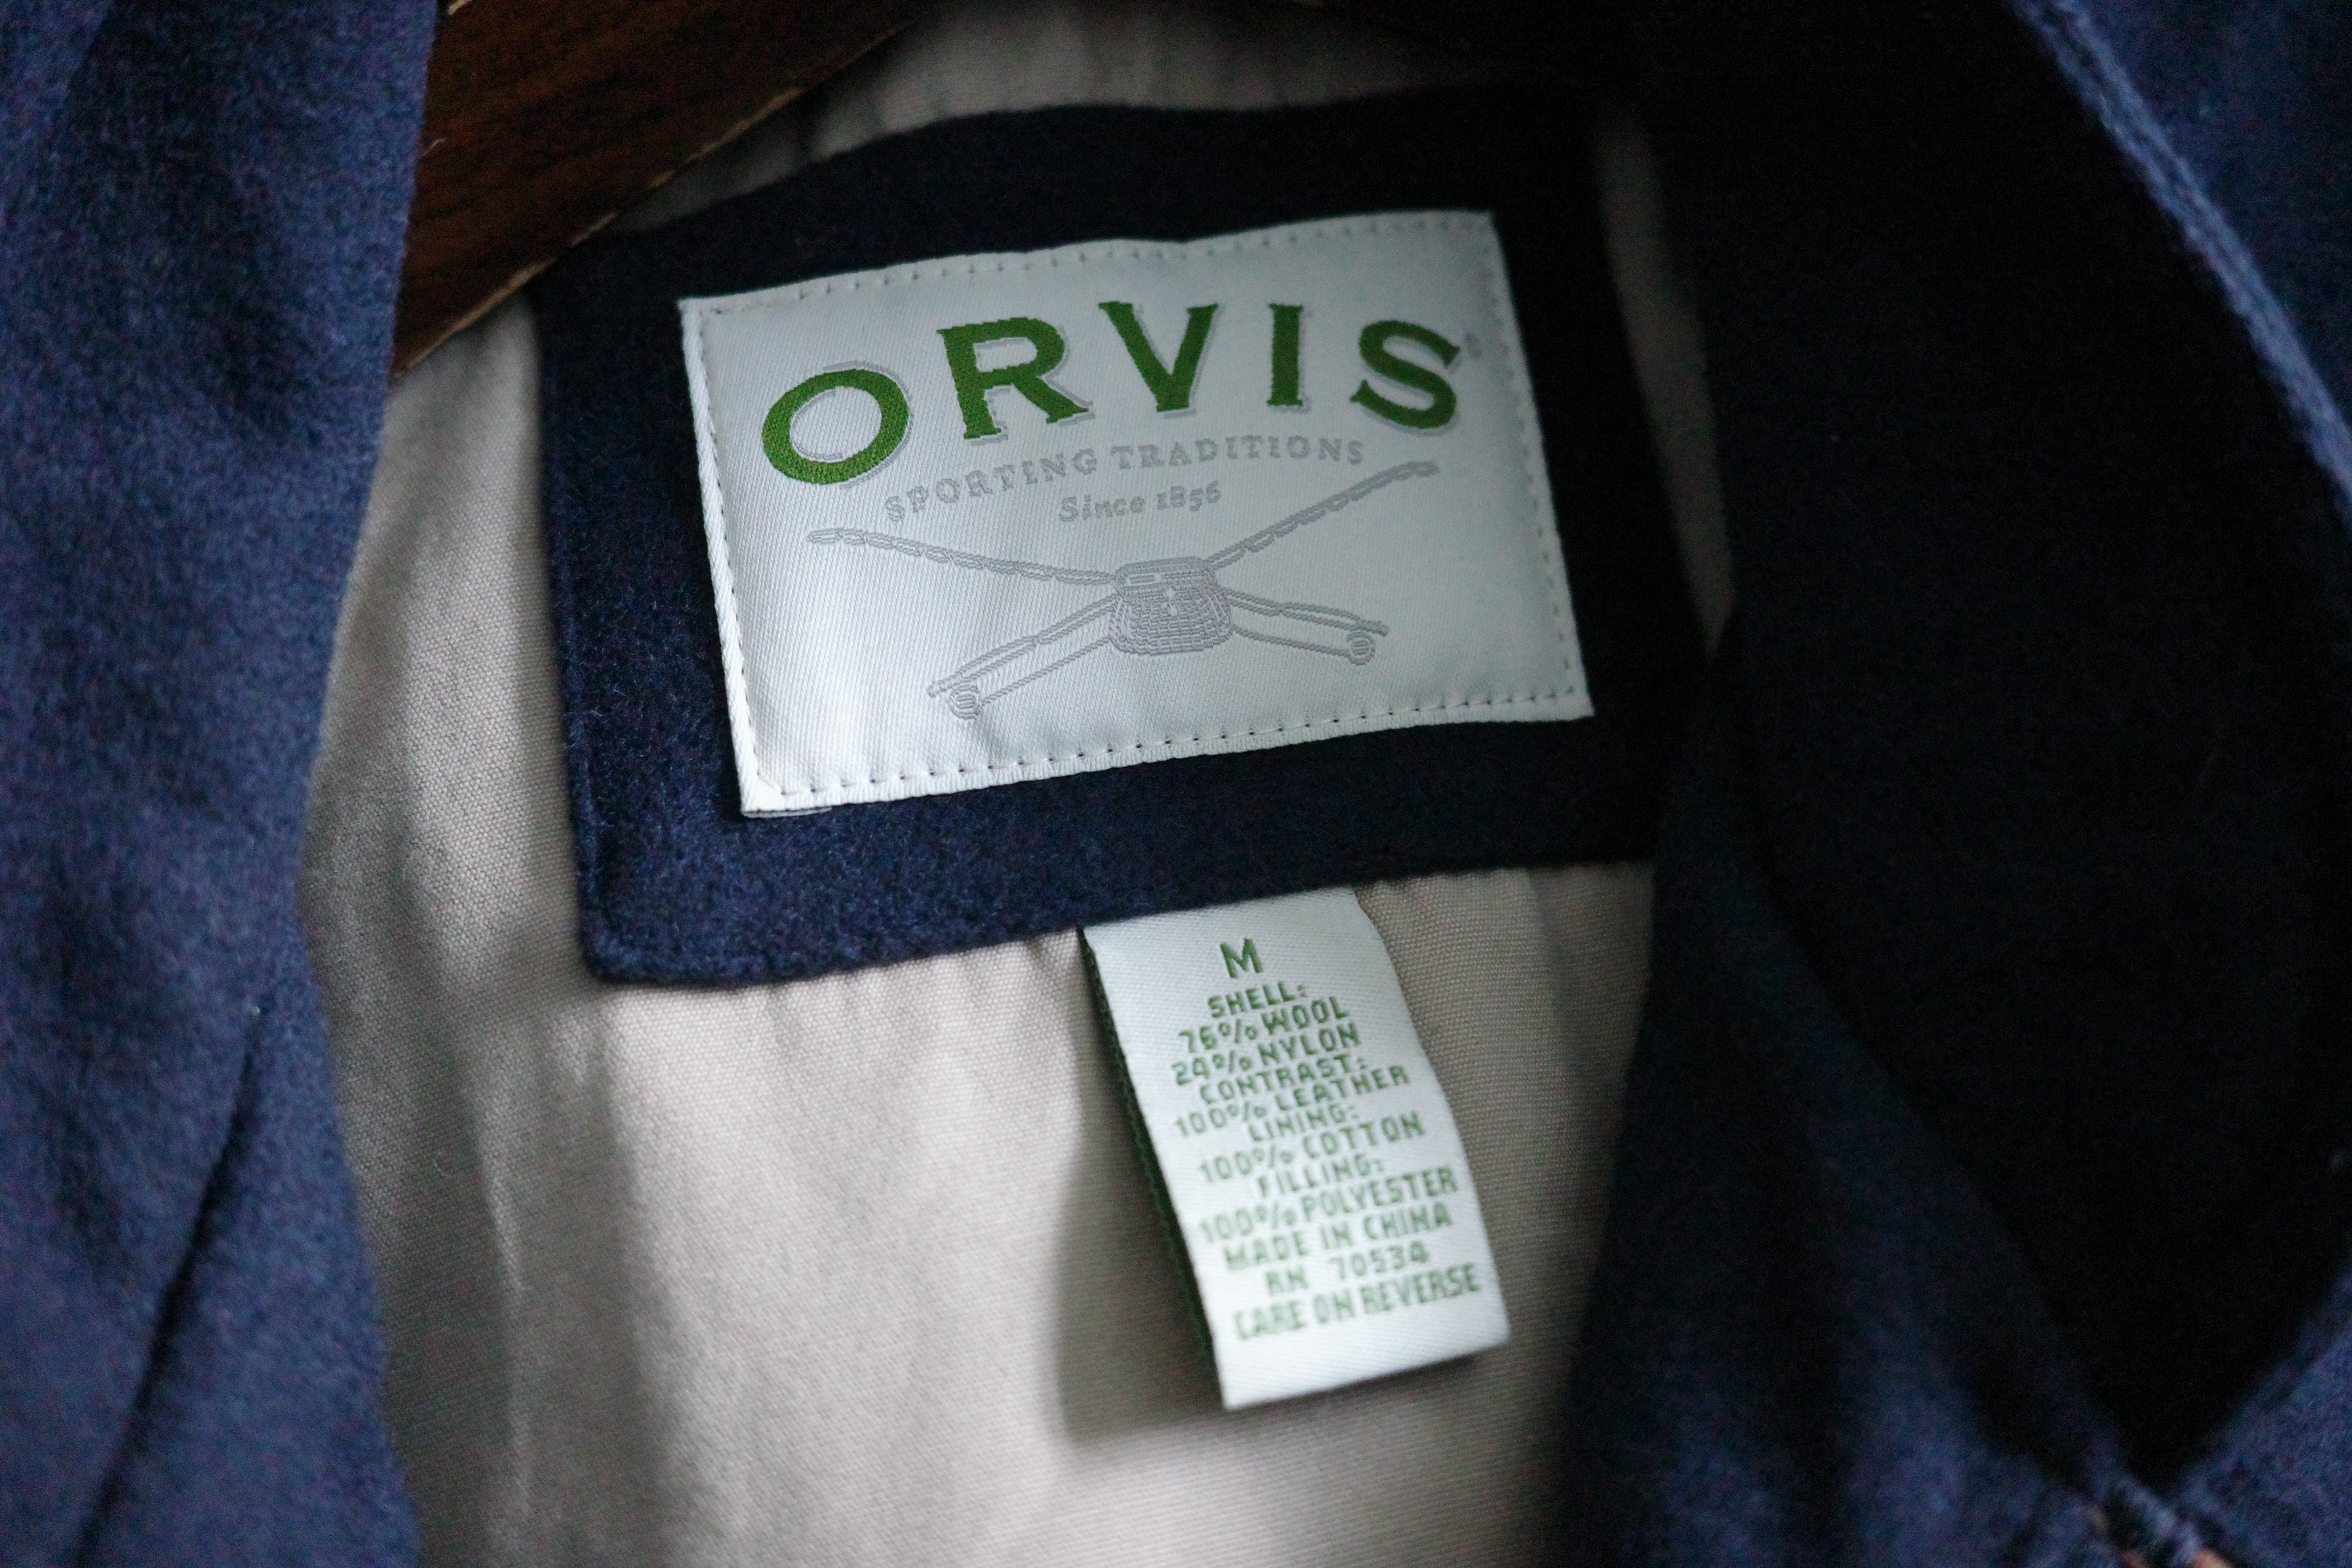 ORVIS
SPORTING TRADITIONS
Since 1856
M
SHELL:
76% WOOL
24% NYLON
CONTRAST:
100% LEATHER
LINING:
100% COTTON
FILLING:
100% POLYESTER
MADE IN CHINA
RN 70534
CARE ON REVERSE